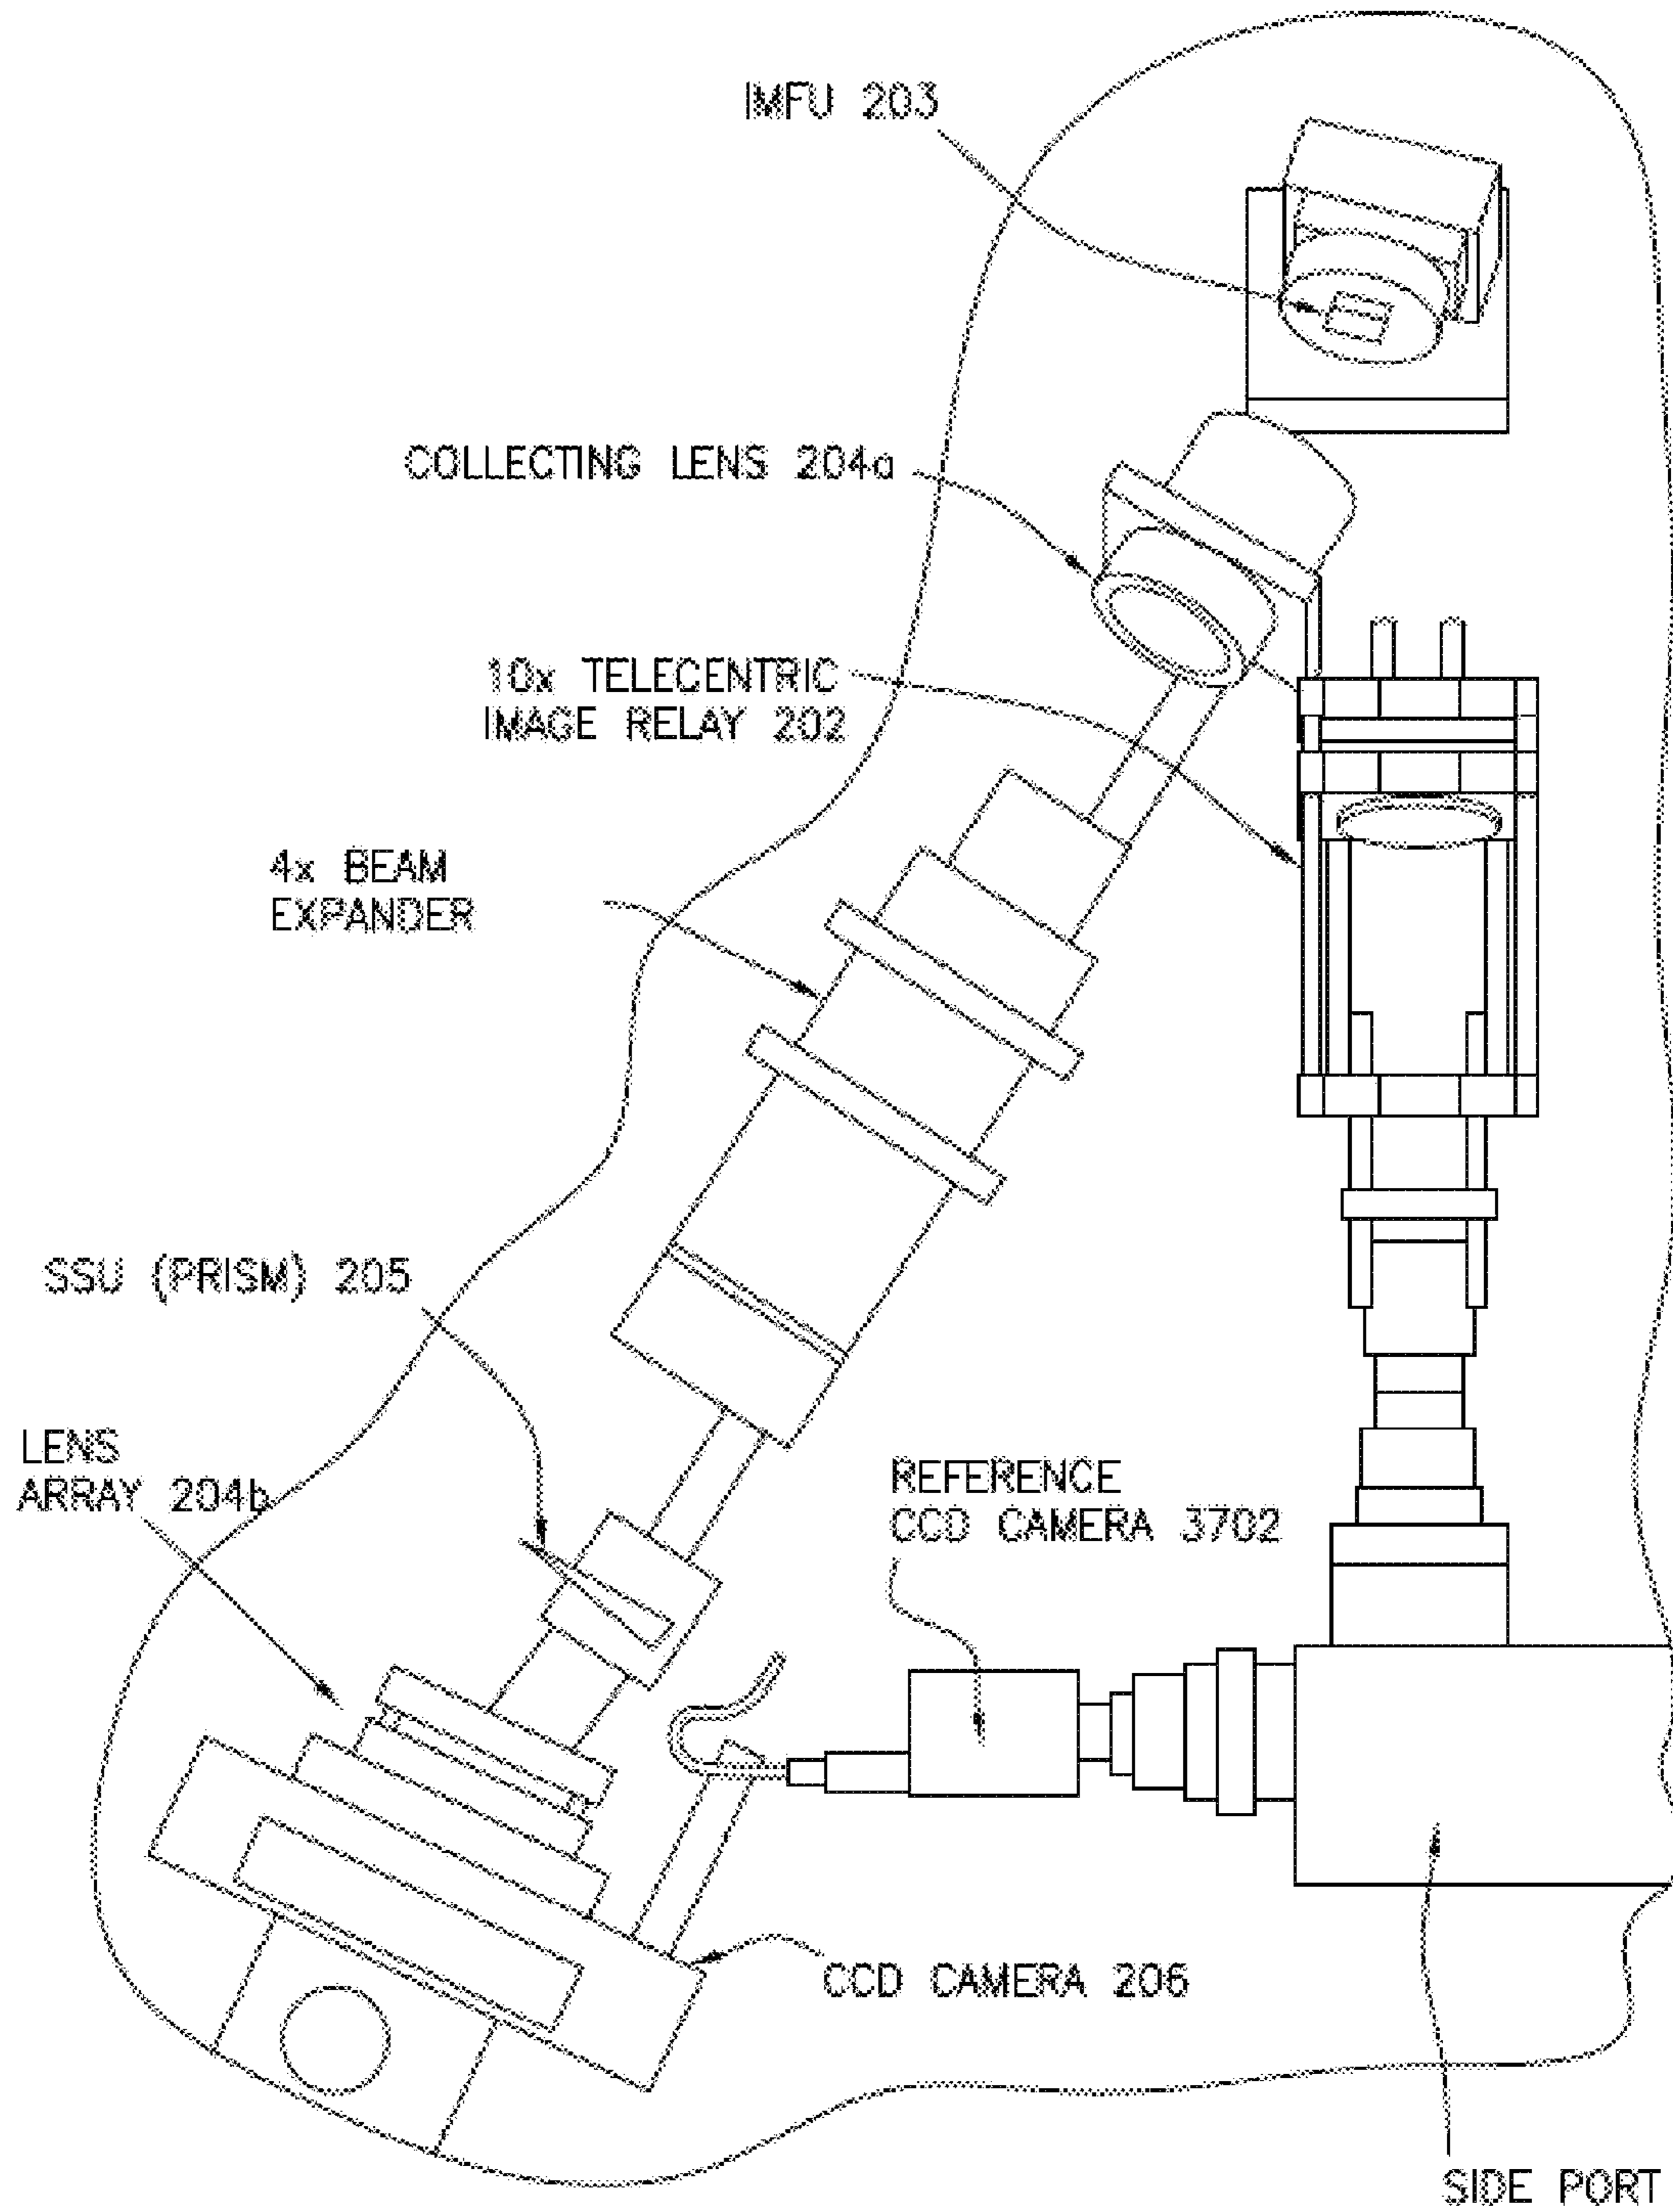 IMFU 203
COLLECTING LENS 204a
10x TELECENTRIC
IMAGE RELAY 202
4x BEAM
EXPANDER
SSU (PRISM) 205
LENS
ARRAY 204b
REFERENCE
CCD CAMERA 3702
CCD CAMERA 206
SIDE PORT